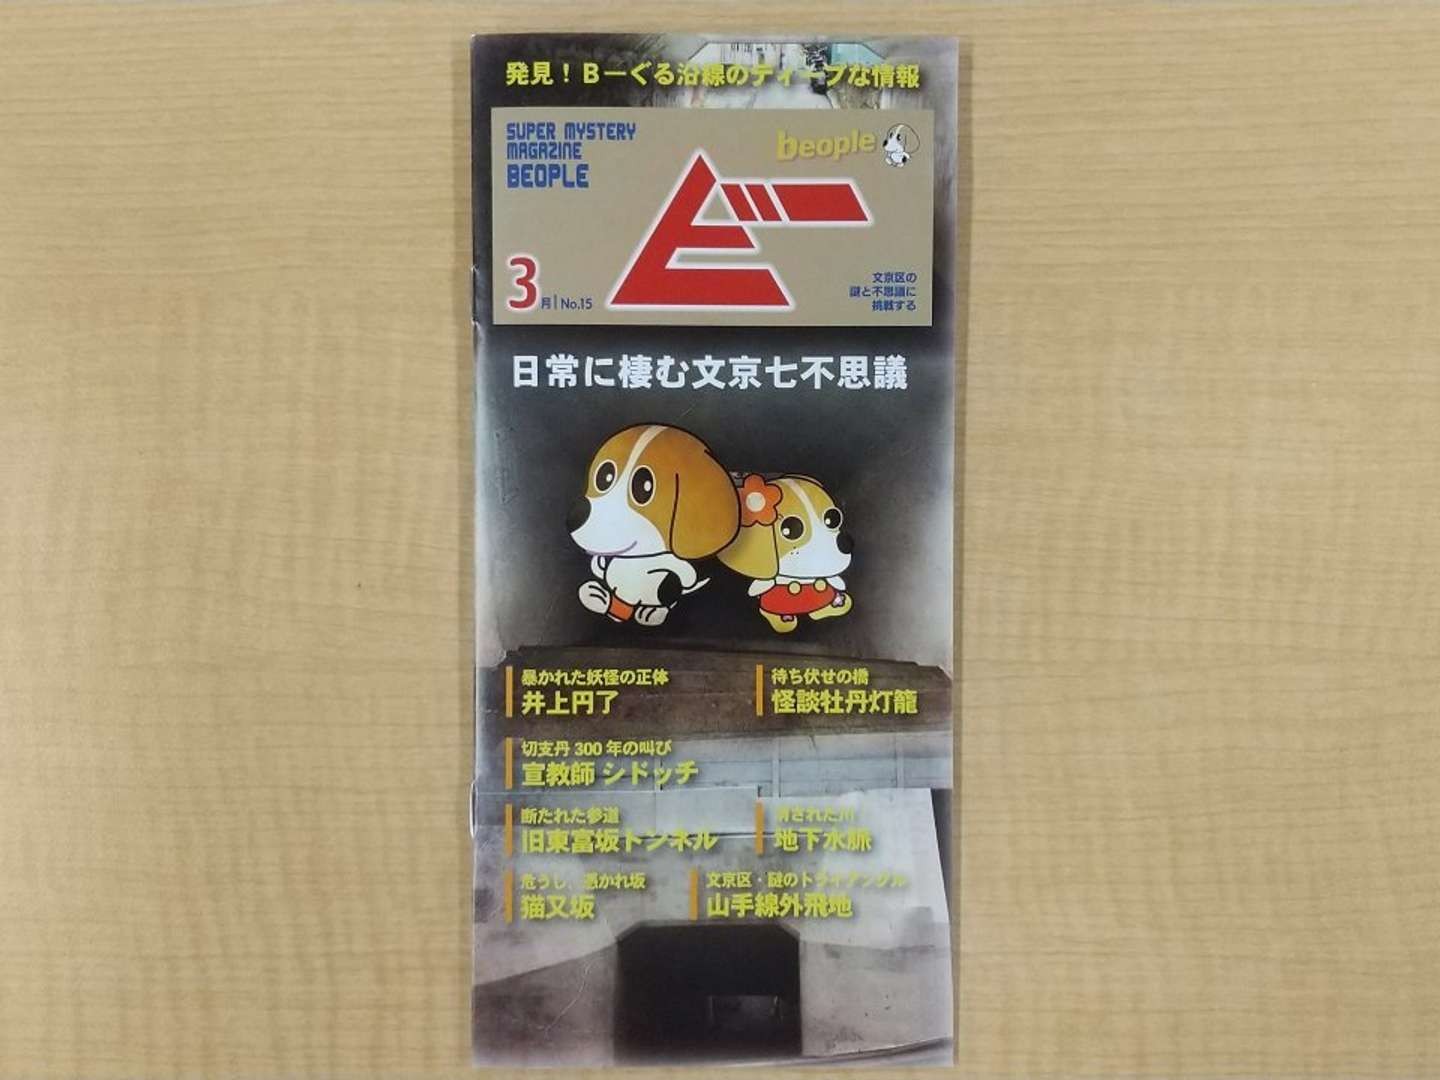 発見！Bーぐる沿線のディープな情報
SUPER MYSTERY
MAGAZINE
BEOPLE
beople
ビー
3月 No.15
文京区の
謎と不思議に
挑戦する
日常に棲む文京七不思議
暴かれた妖怪の正体
井上円了
待ち伏せの橋
怪談牡丹灯籠
切支丹300年の叫び
宣教師 シドッチ
断たれた参道
旧東富坂トンネル
消された川
地下水脈
危うし、憑かれ坂
猫又坂
文京区・謎のトライアングル
山手線外飛地